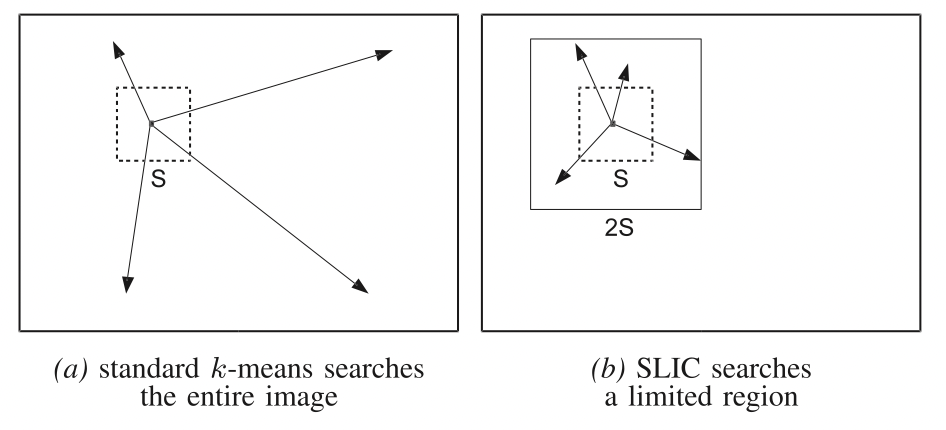 S
(a) standard k-means searches
the entire image
S
2S
(b) SLIC searches
a limited region